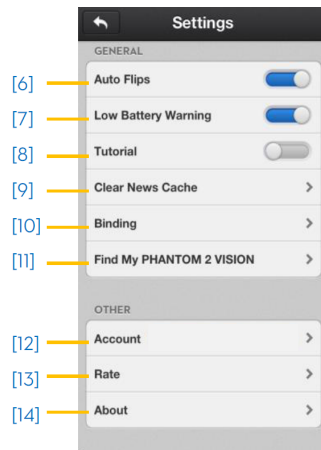 Settings
GENERAL
[6] Auto Flips
[7] Low Battery Warning
[8] Tutorial
[9] Clear News Cache
[10] Binding
[11] Find My PHANTOM 2 VISION
OTHER
[12] Account
[13] Rate
[14] About